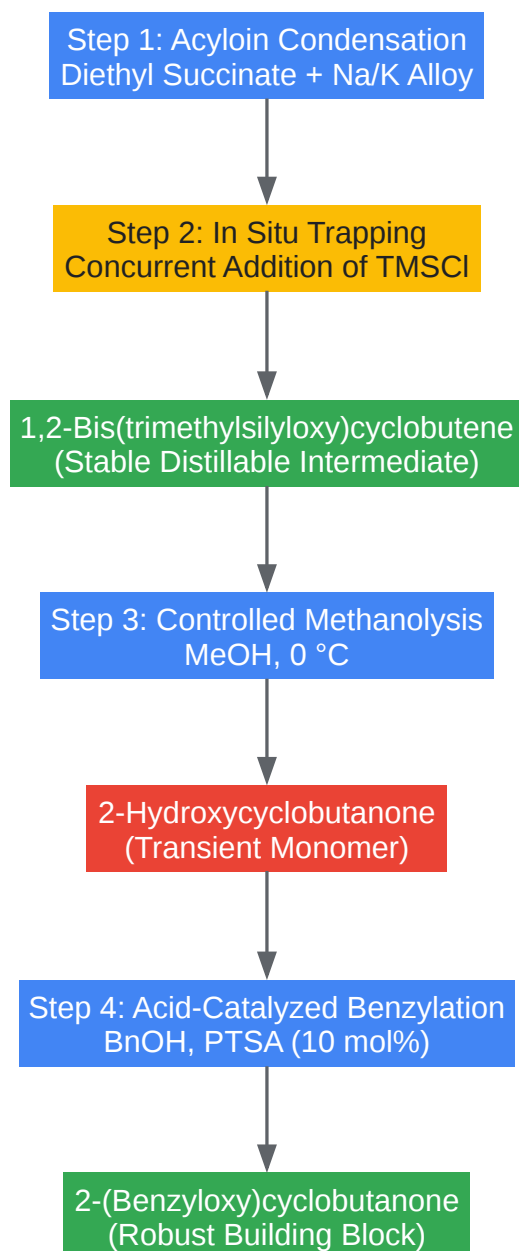 Step 1: Acyloin Condensation
Diethyl Succinate + Na/K Alloy
Step 2: In Situ Trapping
Concurrent Addition of TMSCl
1,2-Bis(trimethylsilyloxy)cyclobutene
(Stable Distillable Intermediate)
Step 3: Controlled Methanolysis
MeOH, 0 °C
2-Hydroxycyclobutanone
(Transient Monomer)
Step 4: Acid-Catalyzed Benzylation
BnOH, PTSA (10 mol%)
2-(Benzyloxy)cyclobutanone
(Robust Building Block)